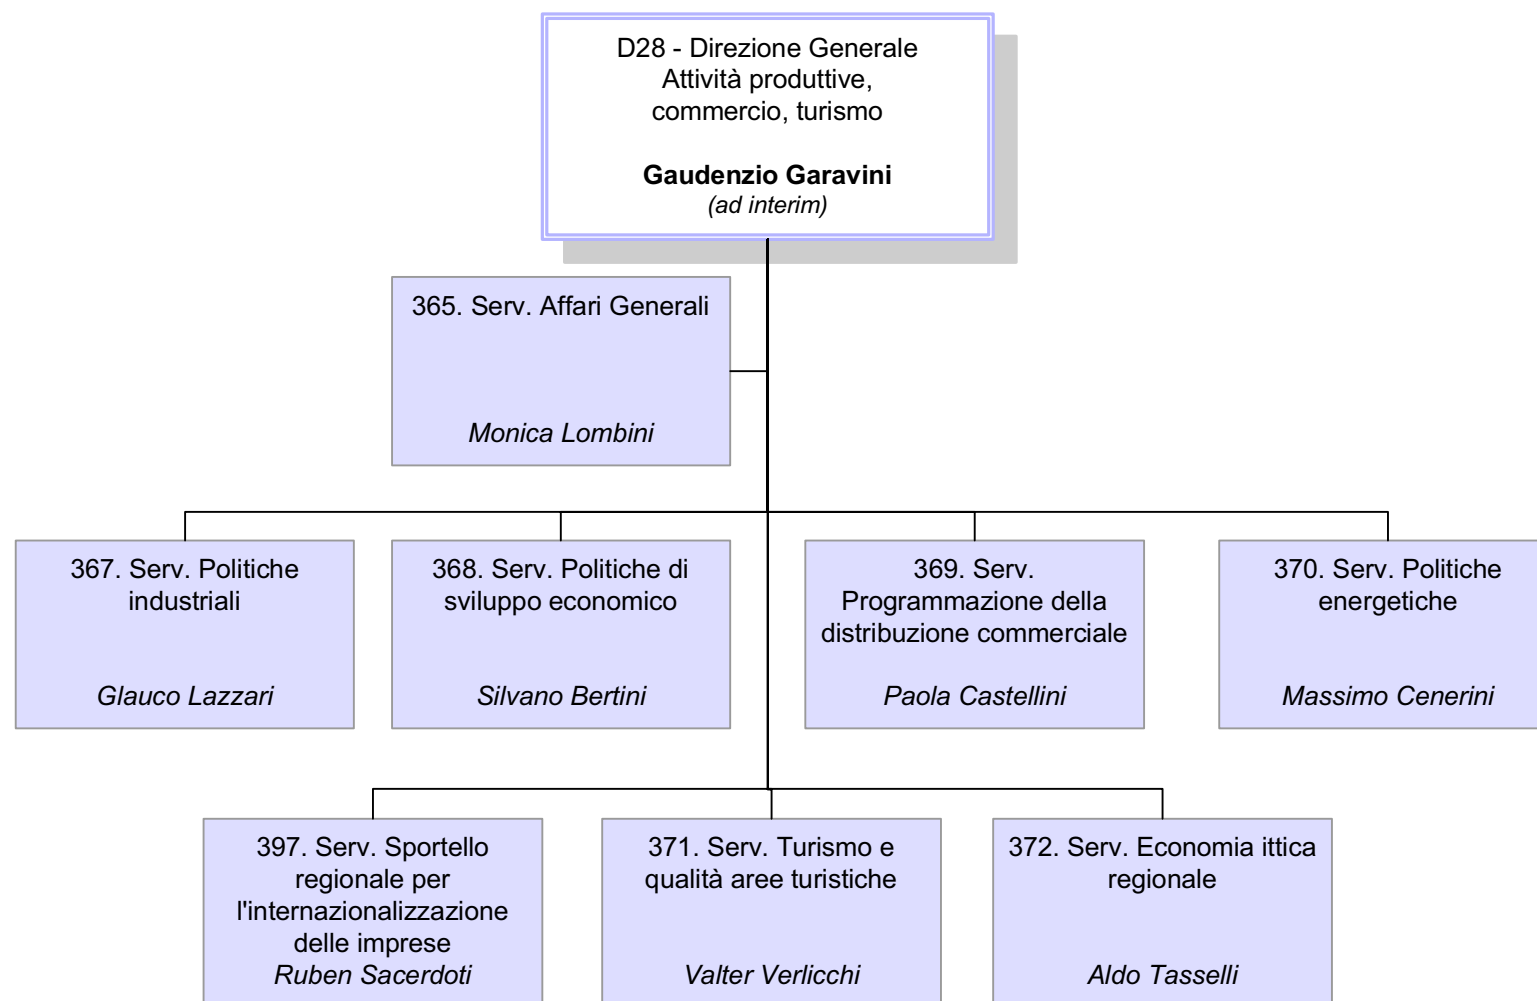 D28 - Direzione Generale
Attività produttive,
commercio, turismo
Gaudenzio Garavini
(ad interim)
365. Serv. Affari Generali
Monica Lombini
367. Serv. Politiche
industriali
Glauco Lazzari
368. Serv. Politiche di
sviluppo economico
Silvano Bertini
369. Serv.
Programmazione della
distribuzione commerciale
Paola Castellini
370. Serv. Politiche
energetiche
Massimo Cenerini
397. Serv. Sportello
regionale per
l'internazionalizzazione
delle imprese
Ruben Sacerdoti
371. Serv. Turismo e
qualità aree turistiche
Valter Verlicchi
372. Serv. Economia ittica
regionale
Aldo Tasselli